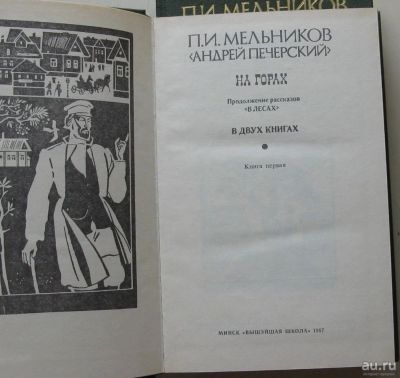 П.И. МЕЛЬНИКОВ
П.И. МЕЛЬНИКОВ
(АНДРЕЙ ПЕЧЕРСКИЙ)
НА ГОРАХ
Продолжение рассказов
«В ЛЕСАХ»
В ДВУХ КНИГАХ
Книга первая
МИНСК «ВЫШЭЙШАЯ ШКОЛА» 1987
au.ru